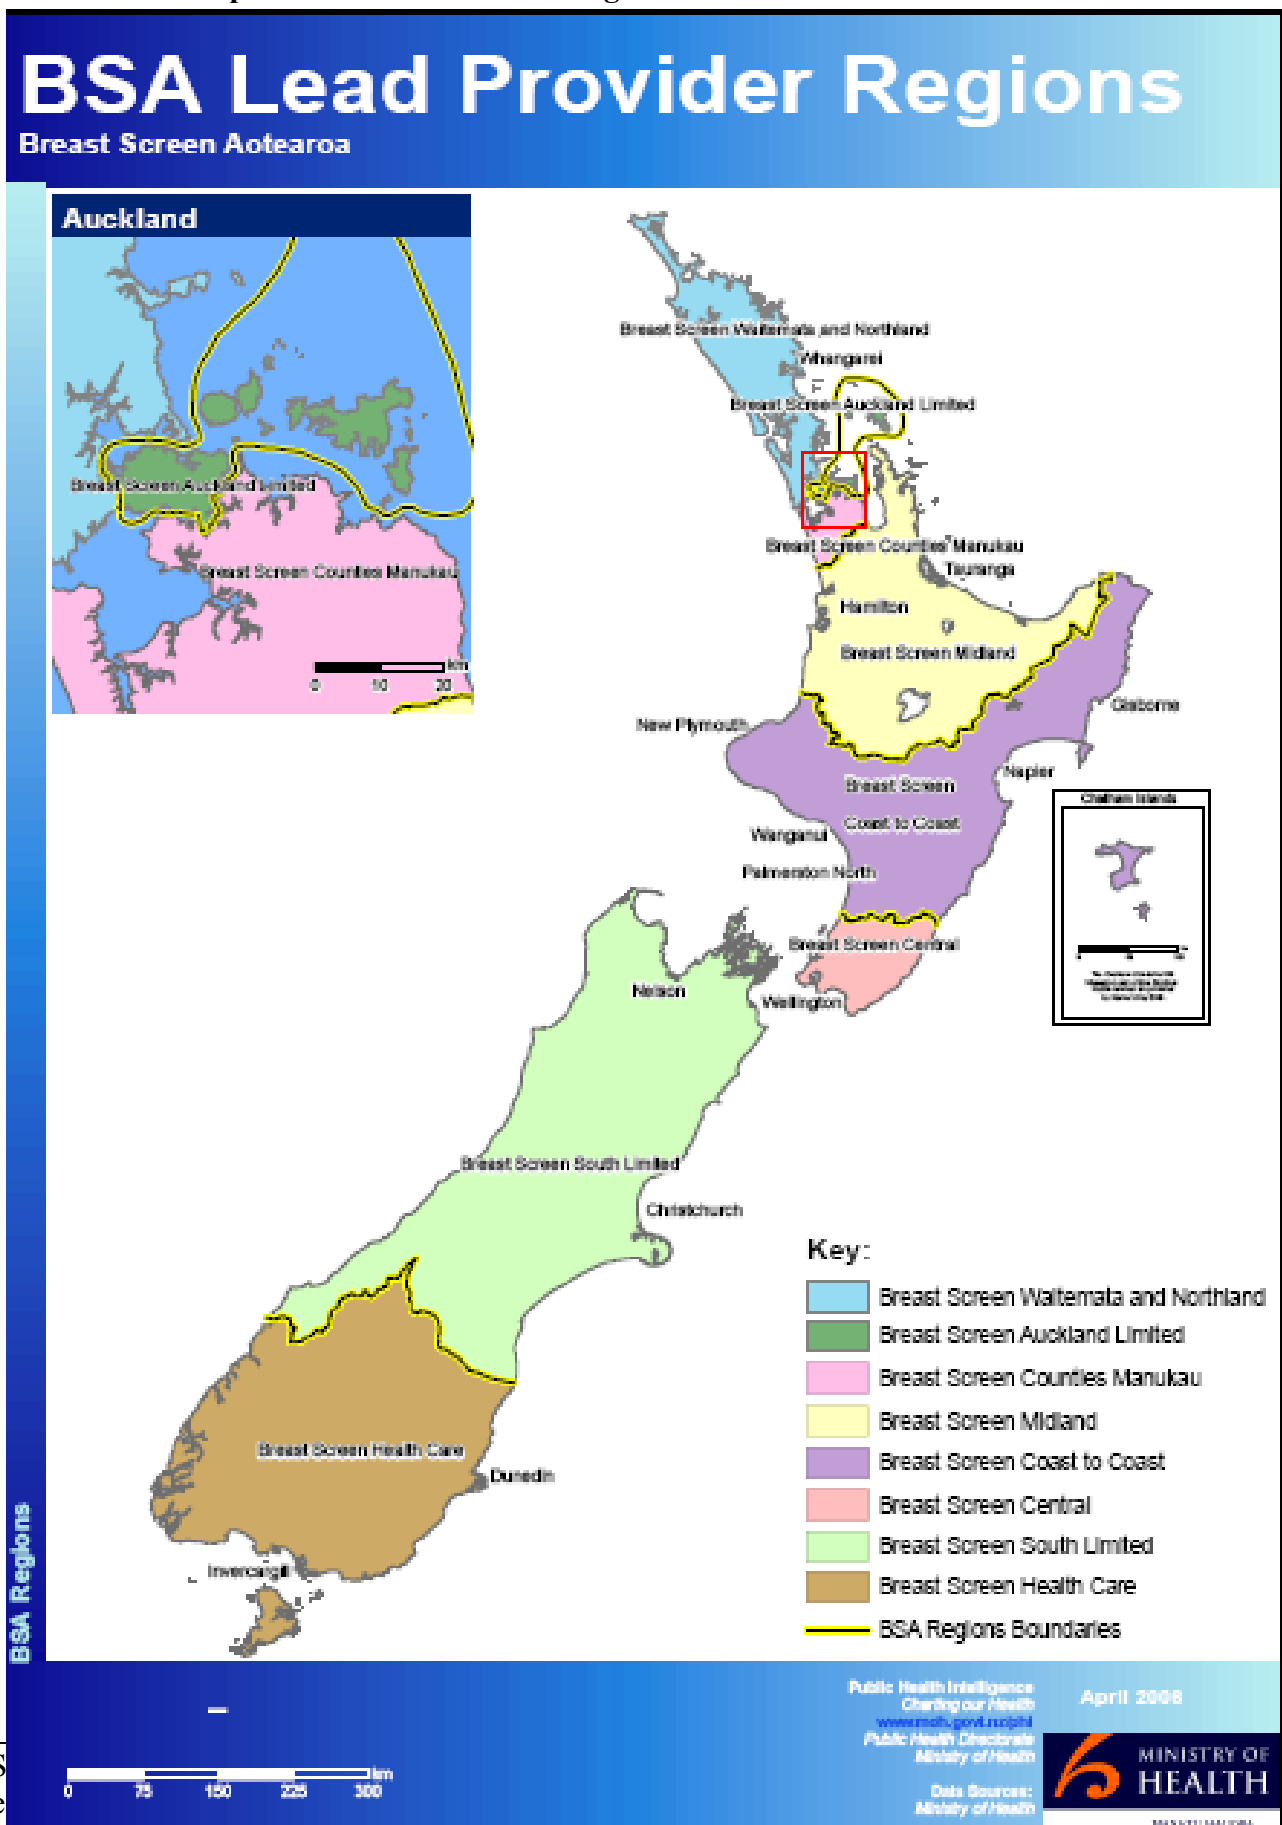 BSA Lead Provider Regions
Breast Screen Aotearoa
Auckland
Breast Screen Auckland Limited
Breast Screen Counties Manukau
km
0 10 20
Breast Screen Waitemata and Northland
Whangarei
Breast Screen Auckland Limited
Breast Screen Counties Manukau
Tauranga
Hamilton
Breast Screen Midland
Gisborne
New Plymouth
Napier
Breast Screen
Coast to Coast
Chatham Islands
Wanganui
Palmerston North
Breast Screen Central
Nelson
Wellington
Breast Screen South Limited
Christchurch
Breast Screen Health Care
Dunedin
Invercargill
Key:
Breast Screen Waitemata and Northland
Breast Screen Auckland Limited
Breast Screen Counties Manukau
Breast Screen Midland
Breast Screen Coast to Coast
Breast Screen Central
Breast Screen South Limited
Breast Screen Health Care
BSA Regions Boundaries
BSA Regions
km
0 75 150 225 300
Public Health Intelligence
Charting our Health
www.moh.govt.nz/phi
Public Health Directorate
Ministry of Health
Data Sources:
Ministry of Health
April 2006
MINISTRY OF
HEALTH